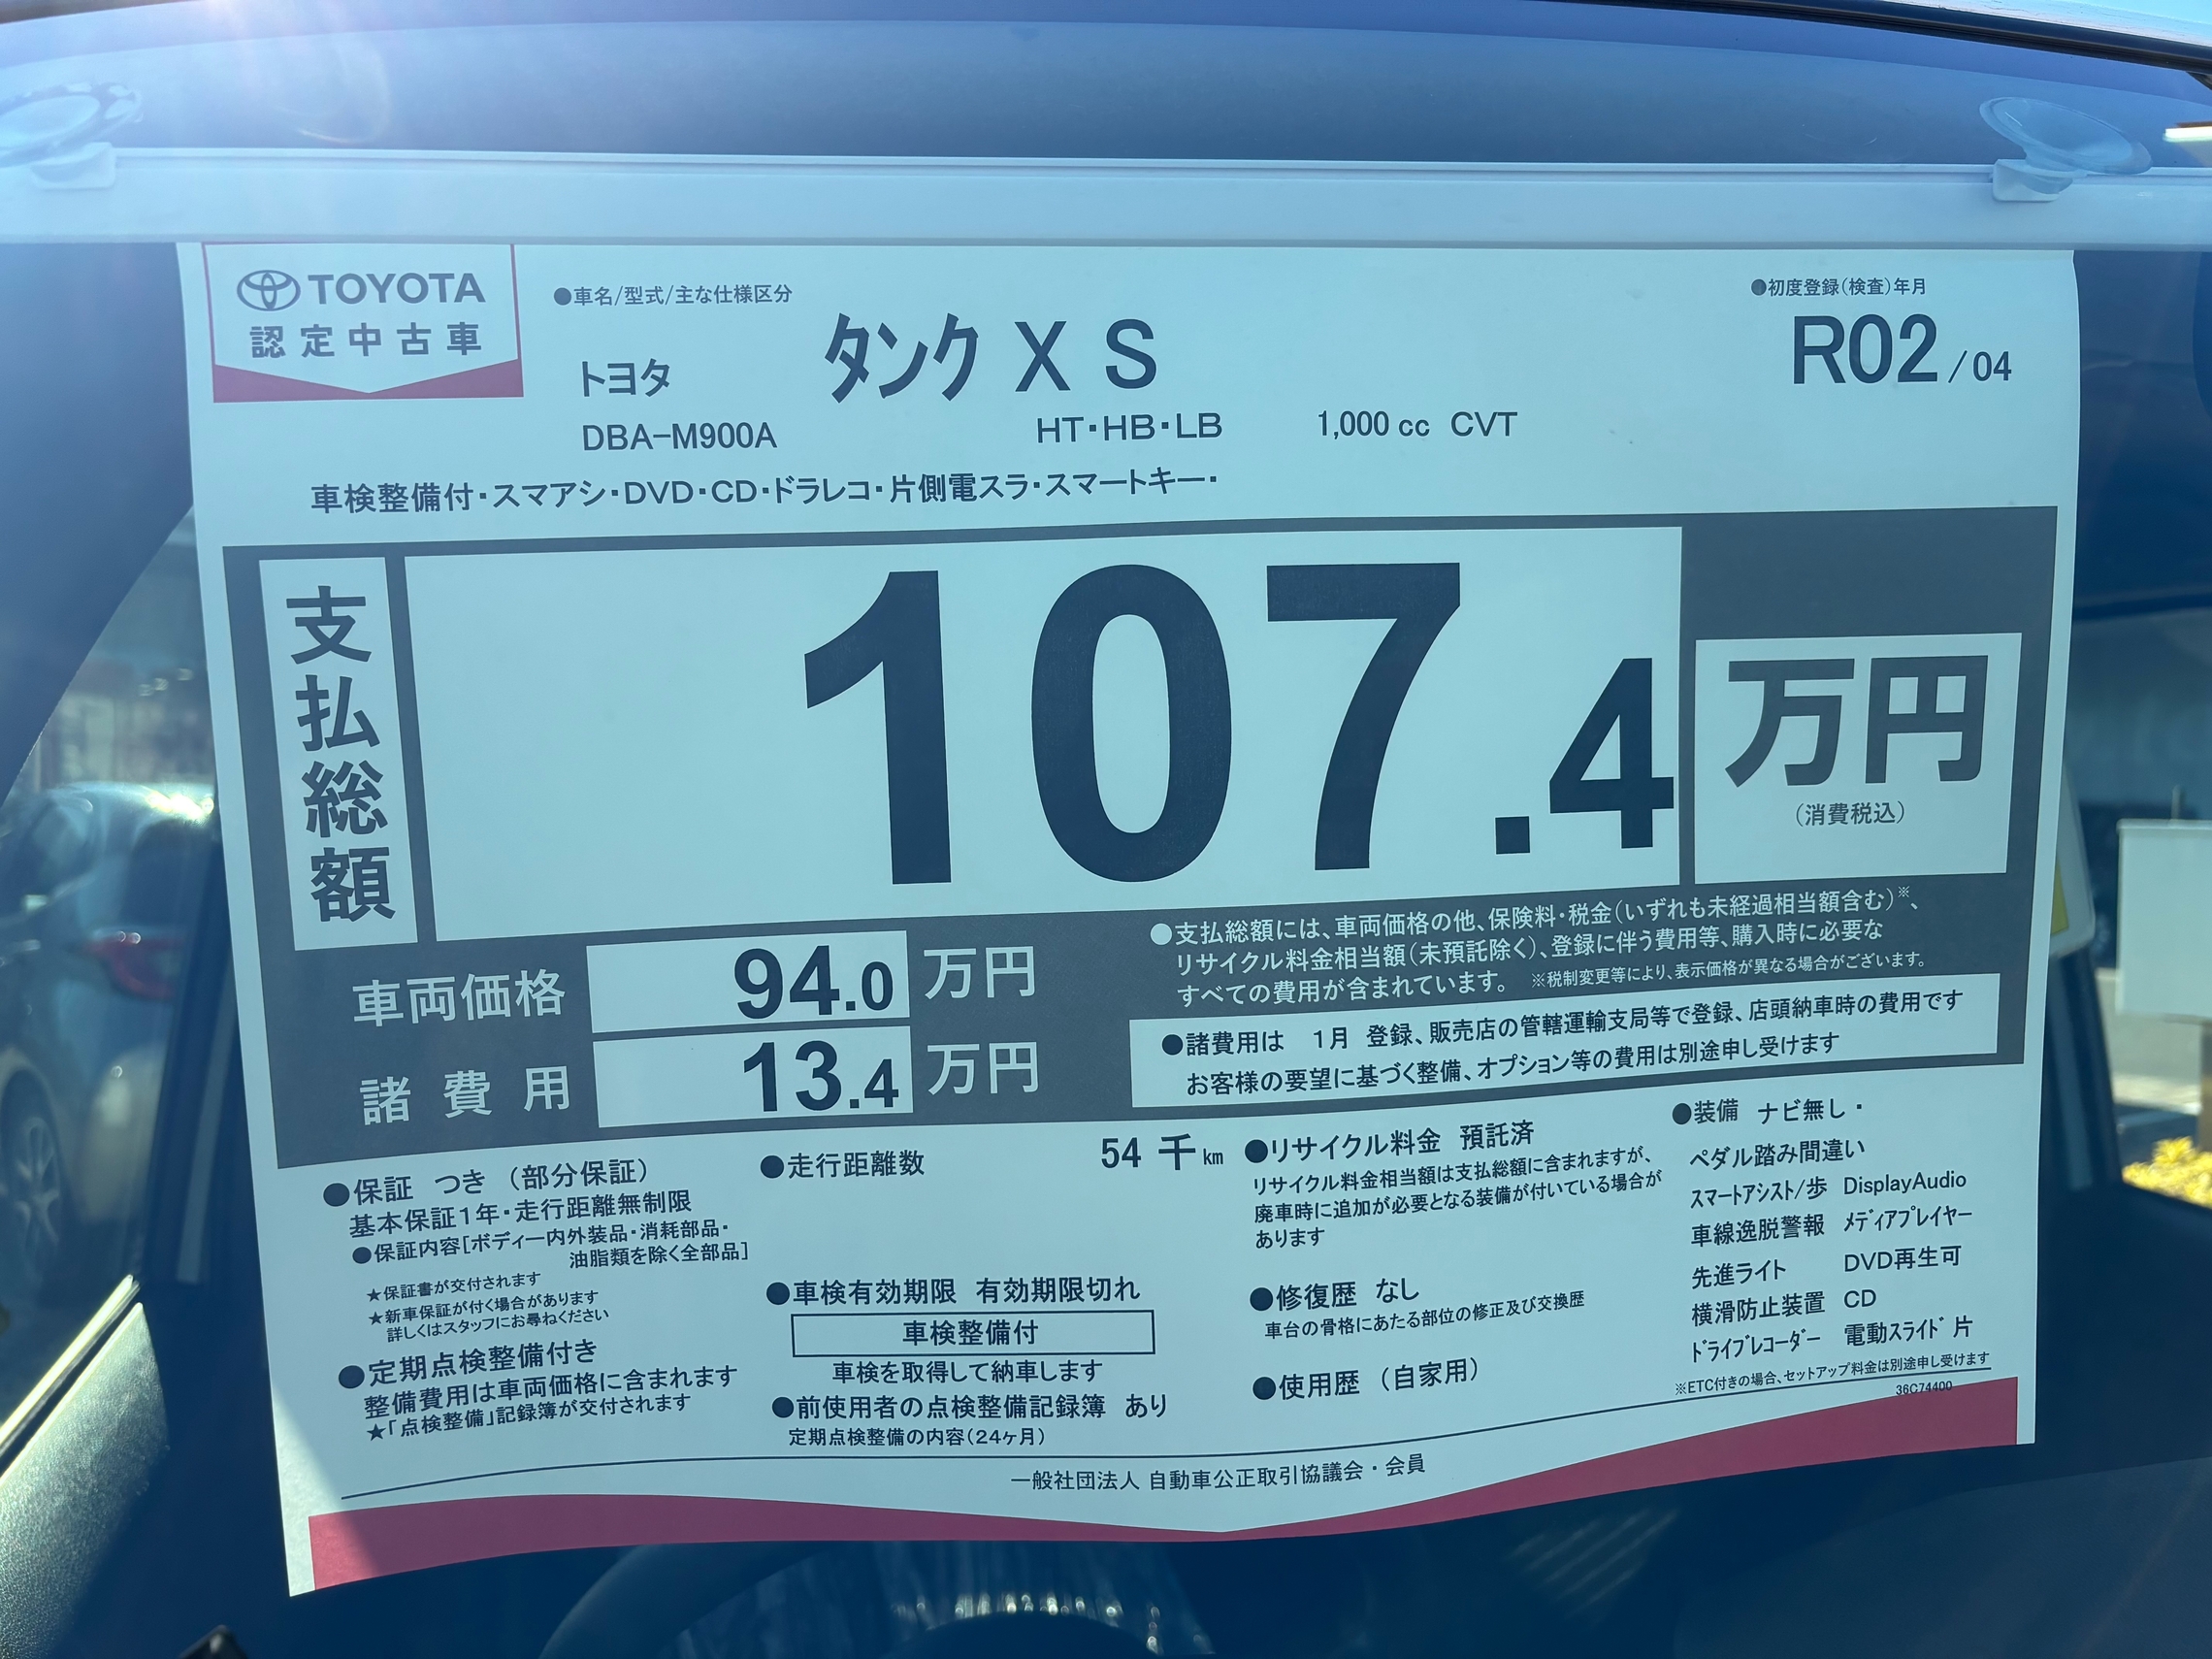 TOYOTA
認定中古車
●車名/型式/主な仕様区分
●初度登録(検査)年月
トヨタ
タンク X S
R02/04
DBA-M900A
HT・HB・LB
1,000 cc CVT
車検整備付・スマアシ・DVD・CD・ドラレコ・片側電スラ・スマートキー・
支払総額
107.4
万円
(消費税込)
車両価格 94.0 万円
諸費用 13.4 万円
●支払総額には、車両価格の他、保険料・税金(いずれも未経過相当額含む)※、
リサイクル料金相当額(未預託除く)、登録に伴う費用等、購入時に必要な
すべての費用が含まれています。 ※税制変更等により、表示価格が異なる場合がございます。
●諸費用は 1月 登録、販売店の管轄運輸支局等で登録、店頭納車時の費用です
お客様の要望に基づく整備、オプション等の費用は別途申し受けます
●保証 つき (部分保証)
基本保証1年・走行距離無制限
●保証内容[ボディー内外装品・消耗部品・
油脂類を除く全部品]
★保証書が交付されます
★新車保証が付く場合があります
詳しくはスタッフにお尋ねください
●定期点検整備付き
整備費用は車両価格に含まれます
★「点検整備」記録簿が交付されます
●走行距離数 54 千km
●車検有効期限 有効期限切れ
車検整備付
車検を取得して納車します
●前使用者の点検整備記録簿 あり
定期点検整備の内容(24ヶ月)
●リサイクル料金 預託済
リサイクル料金相当額は支払総額に含まれますが、
廃車時に追加が必要となる装備が付いている場合が
あります
●修復歴 なし
車台の骨格にあたる部位の修正及び交換歴
●使用歴 (自家用)
●装備 ナビ無し・
ペダル踏み間違い
スマートアシスト/歩 DisplayAudio
車線逸脱警報 メディアプレイヤー
先進ライト DVD再生可
横滑防止装置 CD
ドライブレコーダー 電動スライド片
※ETC付きの場合、セットアップ料金は別途申し受けます
36C74400
一般社団法人 自動車公正取引協議会・会員